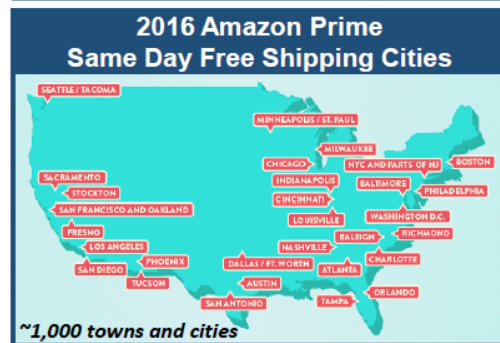 2016 Amazon Prime
Same Day Free Shipping Cities
SEATTLE / TACOMA
MINNEAPOLIS / ST. PAUL
MILWAUKEE
CHICAGO
NYC AND PARTS OF NJ
BOSTON
SACRAMENTO
INDIANAPOLIS
BALTIMORE
PHILADELPHIA
STOCKTON
CINCINNATI
SAN FRANCISCO AND OAKLAND
LOUISVILLE
WASHINGTON D.C.
FRESNO
RALEIGH
RICHMOND
LOS ANGELES
NASHVILLE
CHARLOTTE
SAN DIEGO
PHOENIX
DALLAS / FT. WORTH
ATLANTA
TUCSON
AUSTIN
ORLANDO
SAN ANTONIO
TAMPA
~1,000 towns and cities